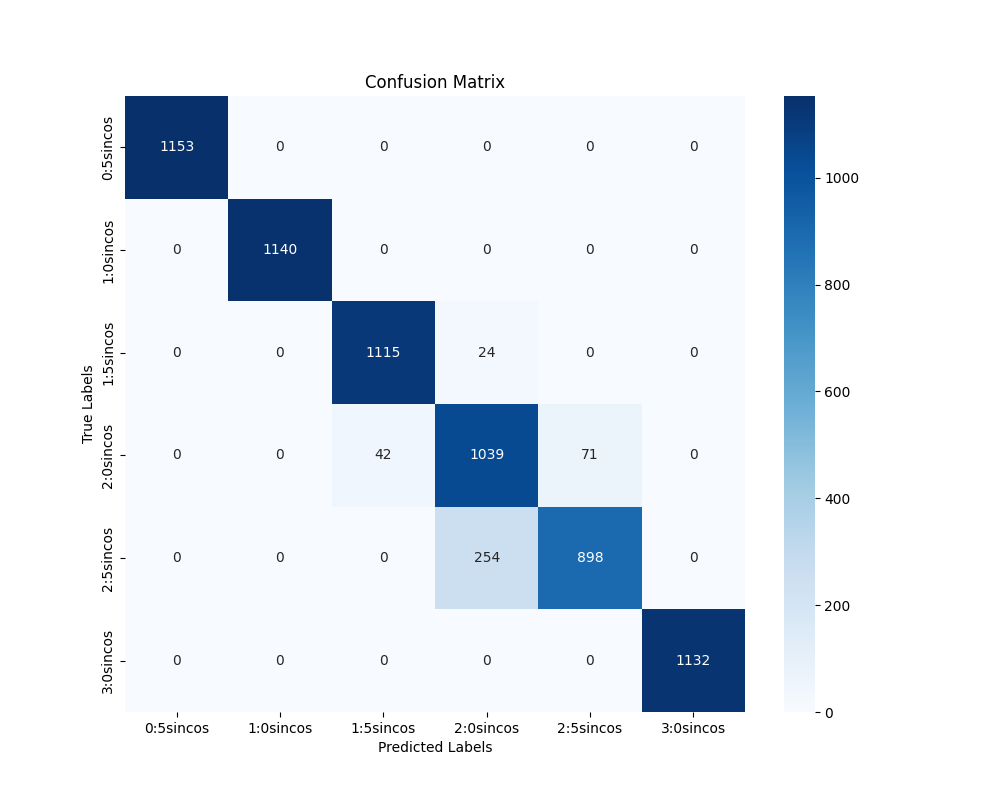 Confusion Matrix
True Labels
0:5sincos 1153 0 0 0 0 0
1:0sincos 0 1140 0 0 0 0
1:5sincos 0 0 1115 24 0 0
2:0sincos 0 0 42 1039 71 0
2:5sincos 0 0 0 254 898 0
3:0sincos 0 0 0 0 0 1132
0:5sincos 1:0sincos 1:5sincos 2:0sincos 2:5sincos 3:0sincos
Predicted Labels
1000
800
600
400
200
0